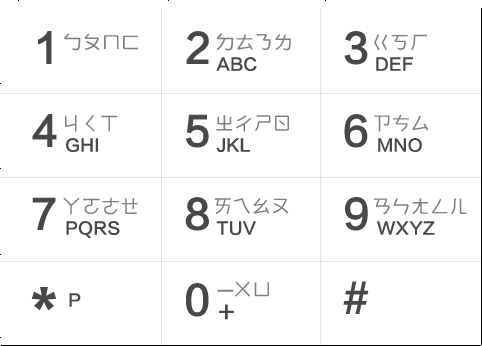 1 ㄅㄆㄇㄈ
2 ㄉㄊㄋㄌ
ABC
3 ㄍㄎㄏ
DEF
4 ㄐㄑㄒ
GHI
5 ㄓㄔㄕㄖ
JKL
6 ㄗㄘㄙ
MNO
7 ㄚㄛㄜㄝ
PQRS
8 ㄞㄟㄠㄡ
TUV
9 ㄢㄣㄤㄥㄦ
WXYZ
* P
0 ㄧㄨㄩ
+
#